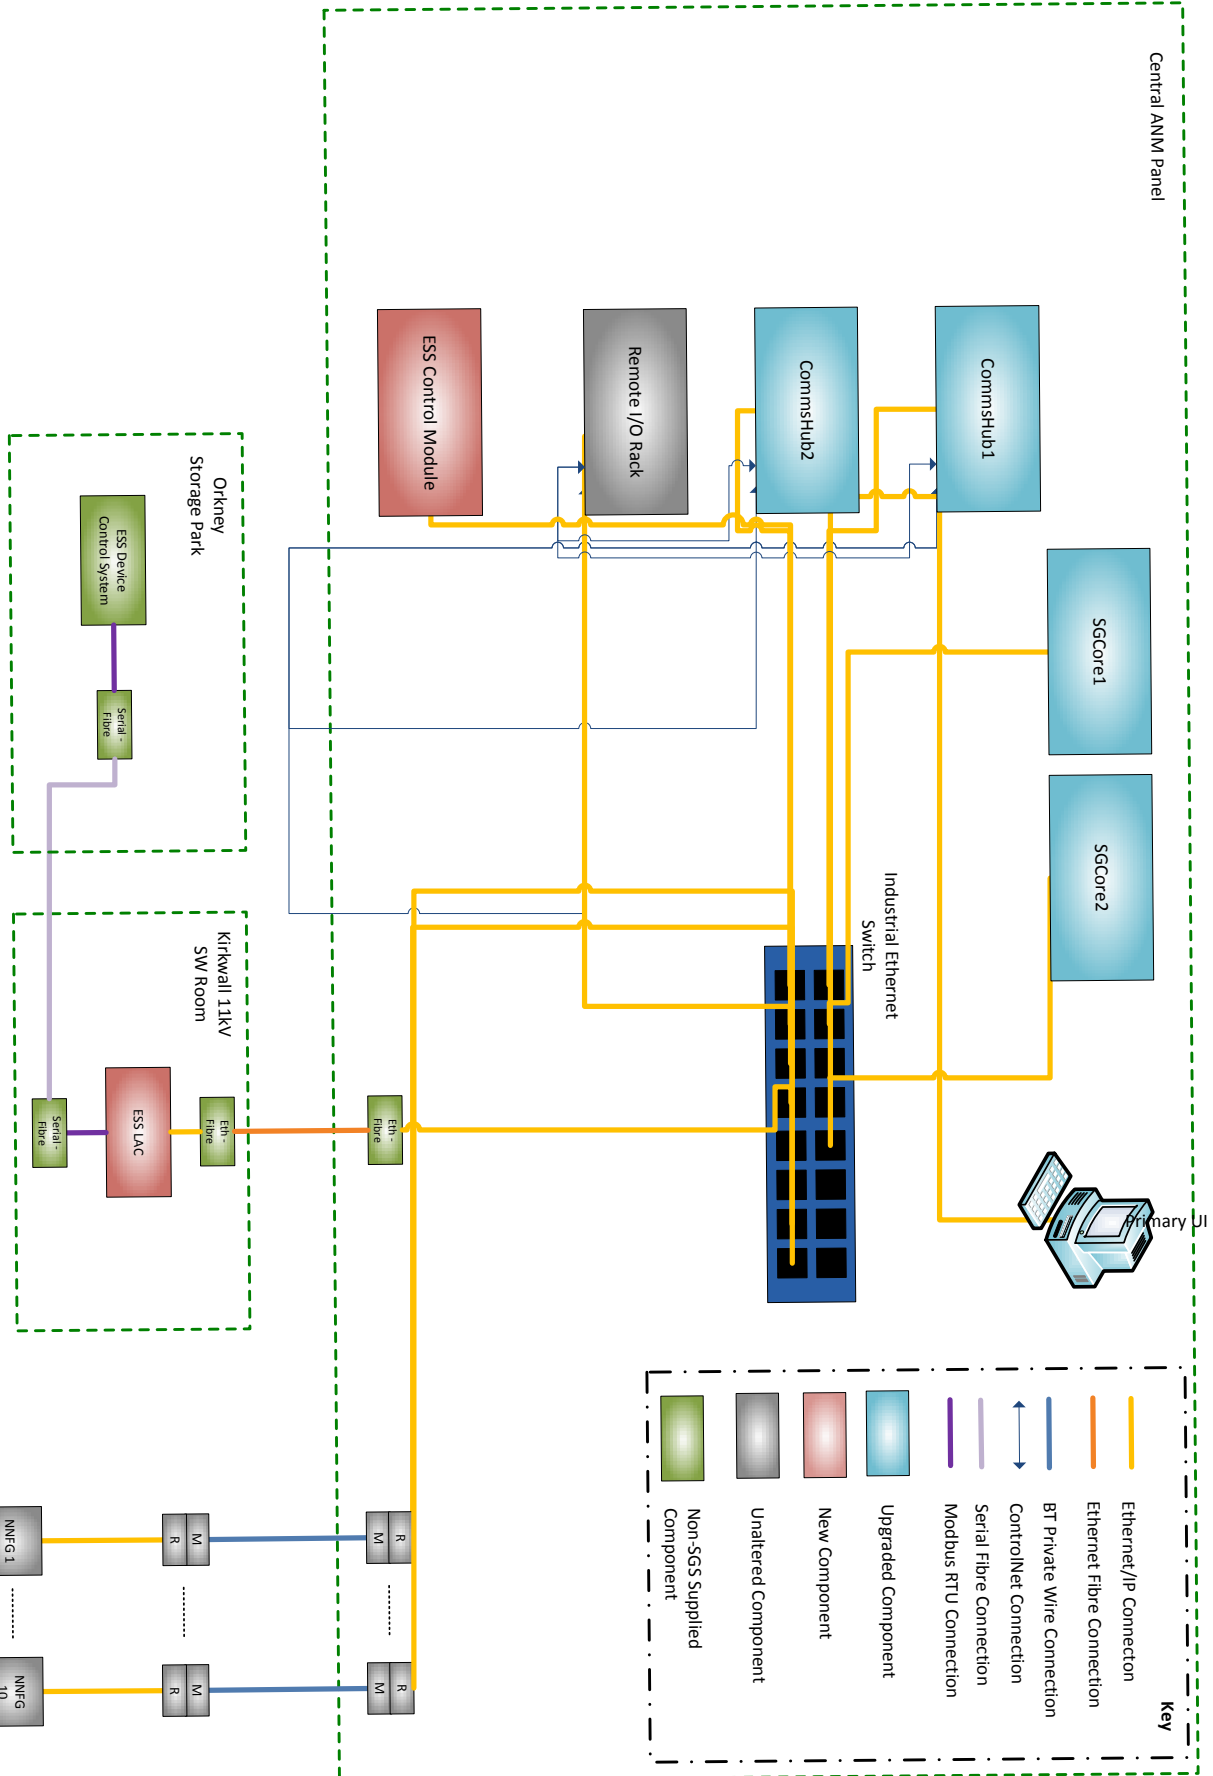 Central ANM Panel
SGCore1
SGCore2
Primary UI
CommsHub1
CommsHub2
Remote I/O Rack
ESS Control Module
Industrial Ethernet
Switch
Key
Ethernet/IP Connecton
Ethernet Fibre Connection
BT Private Wire Connection
ControlNet Connection
Serial Fibre Connection
Modbus RTU Connection
Upgraded Component
New Component
Unaltered Component
Non-SGS Supplied
Component
Eth -
Fibre
R
M
R
M
Orkney
Storage Park
ESS Device
Control System
Serial -
Fibre
Kirkwall 11kV
SW Room
Eth -
Fibre
ESS LAC
Serial -
Fibre
M
R
M
R
NNFG 1
NNFG
10